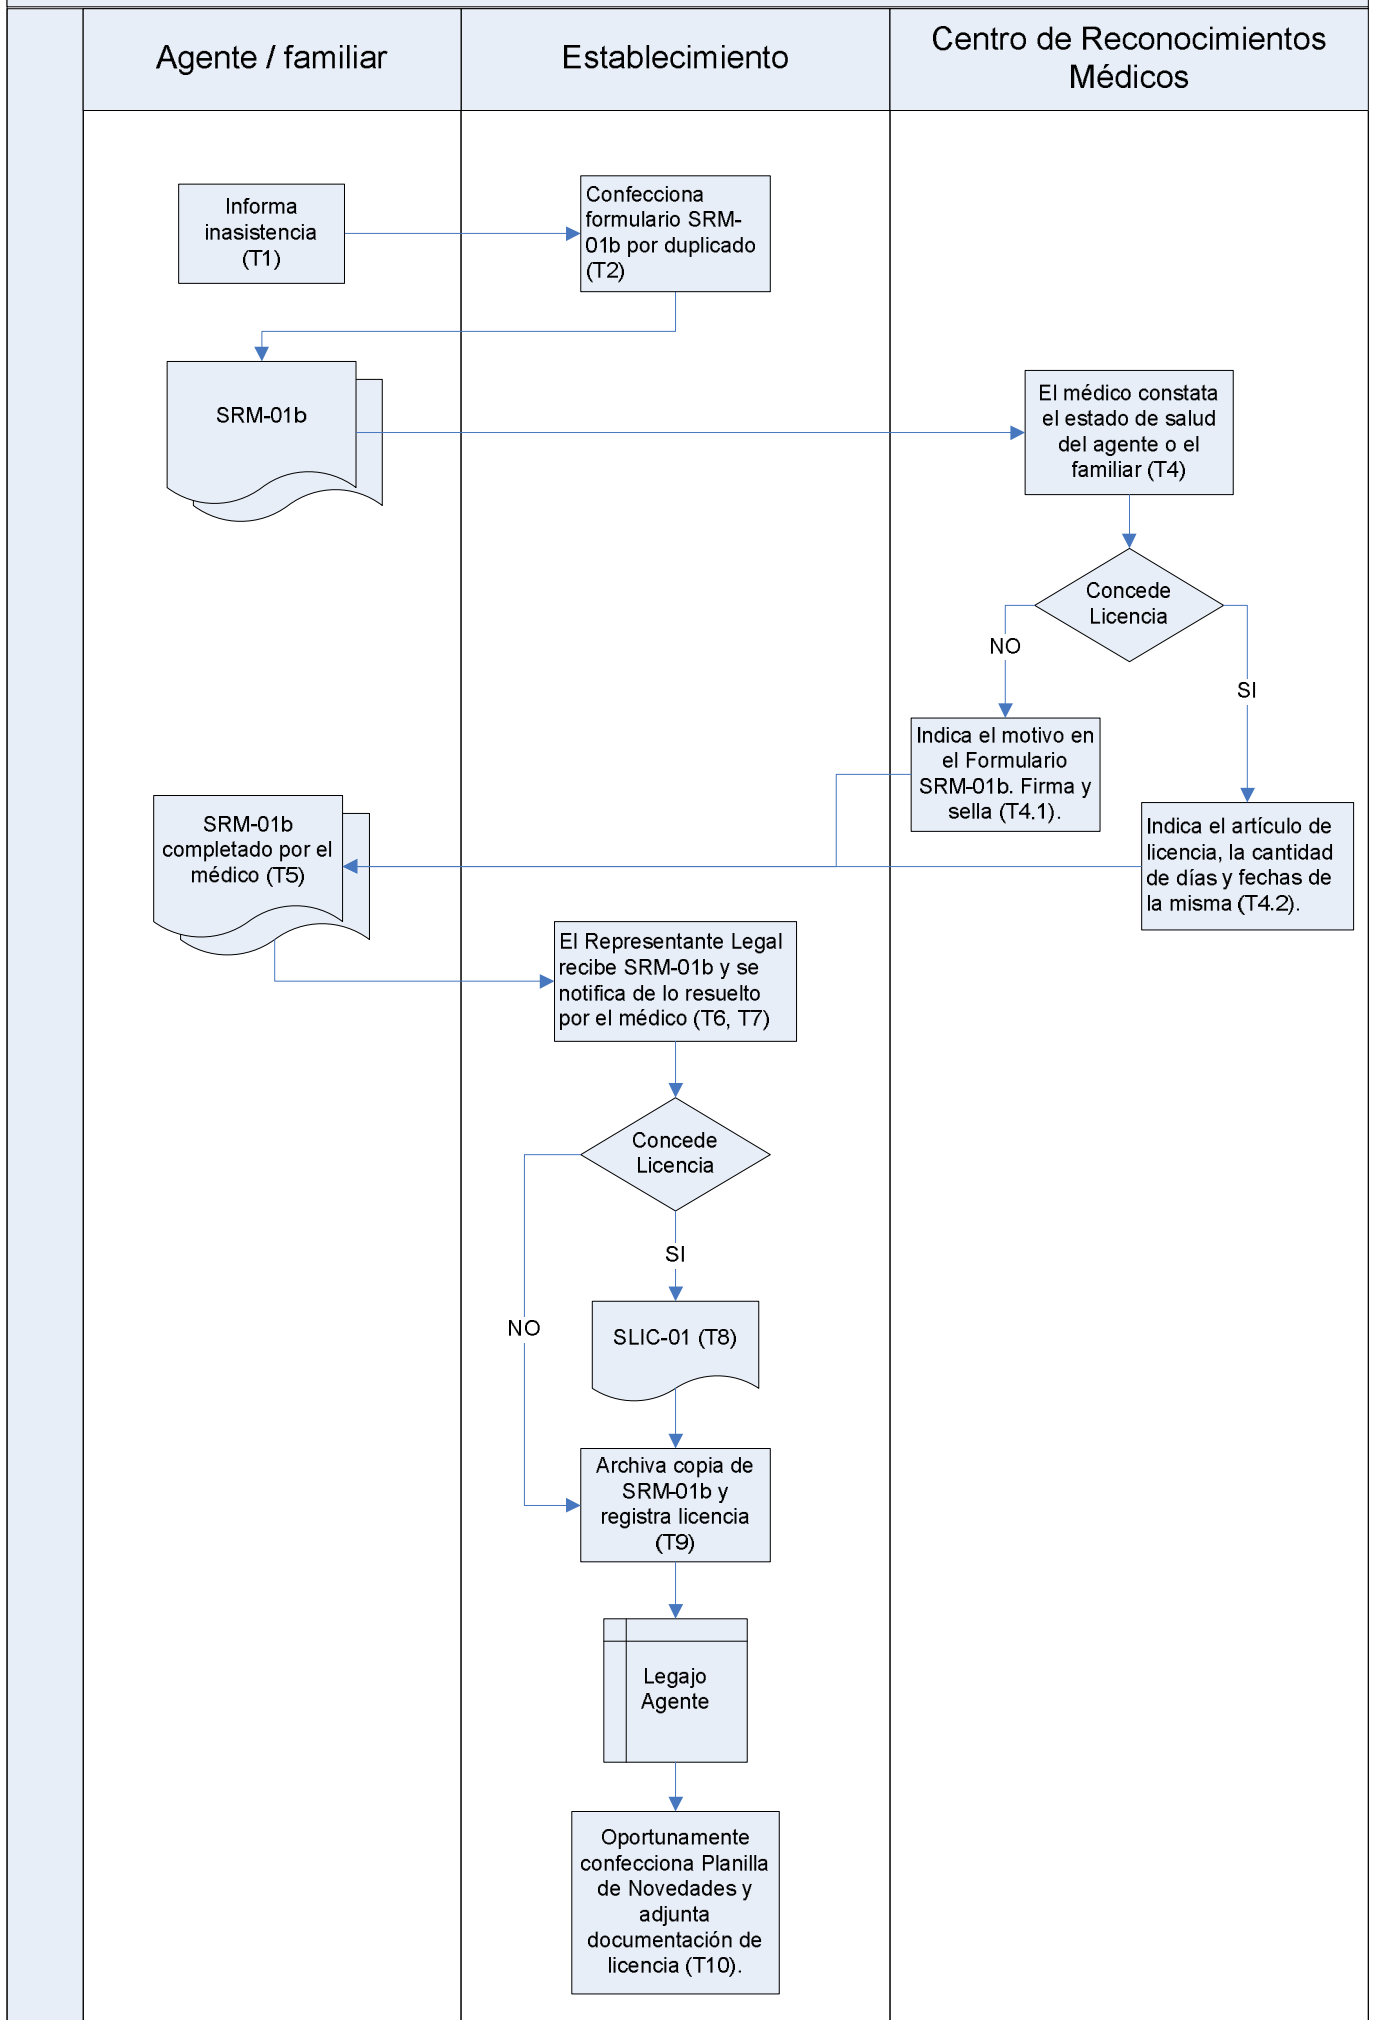 Agente / familiar
Establecimiento
Centro de Reconocimientos
Médicos
Informa
inasistencia
(T1)
Confecciona
formulario SRM-
01b por duplicado
(T2)
SRM-01b
El médico constata
el estado de salud
del agente o el
familiar (T4)
Concede
Licencia
NO
SI
Indica el motivo en
el Formulario
SRM-01b. Firma y
sella (T4.1).
Indica el artículo de
licencia, la cantidad
de días y fechas de
la misma (T4.2).
SRM-01b
completado por el
médico (T5)
El Representante Legal
recibe SRM-01b y se
notifica de lo resuelto
por el médico (T6, T7)
Concede
Licencia
SI
NO
SLIC-01 (T8)
Archiva copia de
SRM-01b y
registra licencia
(T9)
Legajo
Agente
Oportunamente
confecciona Planilla
de Novedades y
adjunta
documentación de
licencia (T10).